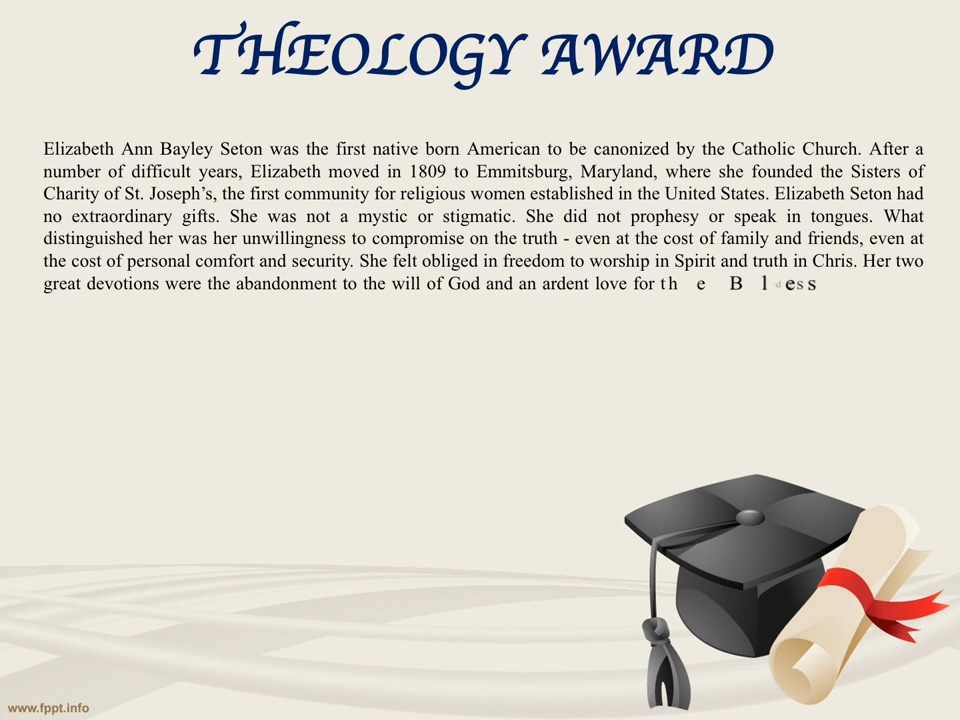 THEOLOGY AWARD
Elizabeth Ann Bayley Seton was the first native born American to be canonized by the Catholic Church. After a
number of difficult years, Elizabeth moved in 1809 to Emmitsburg, Maryland, where she founded the Sisters of
Charity of St. Joseph’s, the first community for religious women established in the United States. Elizabeth Seton had
no extraordinary gifts. She was not a mystic or stigmatic. She did not prophesy or speak in tongues. What
distinguished her was her unwillingness to compromise on the truth - even at the cost of family and friends, even at
the cost of personal comfort and security. She felt obliged in freedom to worship in Spirit and truth in Chris. Her two
great devotions were the abandonment to the will of God and an ardent love for the
www.fppt.info